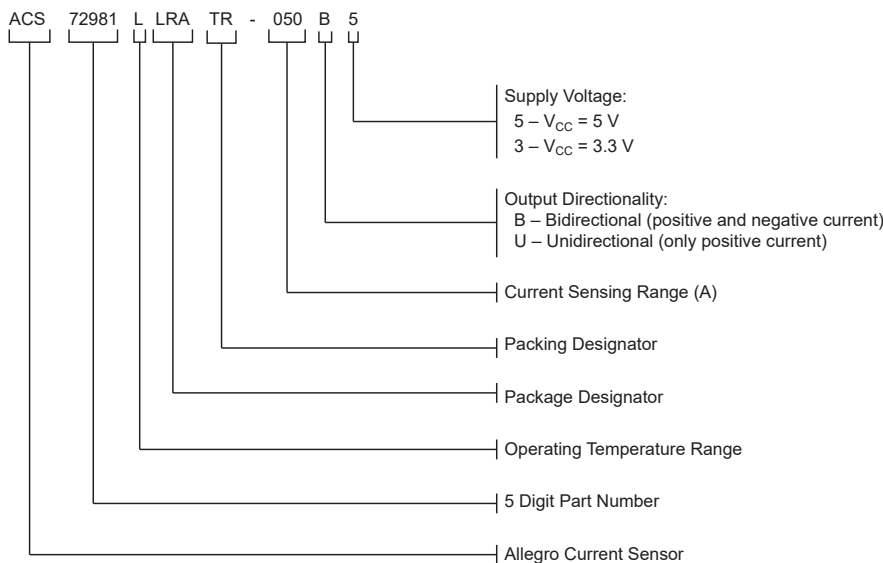 ACS 72981 L LRA TR - 050 B 5
Supply Voltage:
5 – VCC = 5 V
3 – VCC = 3.3 V
Output Directionality:
B – Bidirectional (positive and negative current)
U – Unidirectional (only positive current)
Current Sensing Range (A)
Packing Designator
Package Designator
Operating Temperature Range
5 Digit Part Number
Allegro Current Sensor